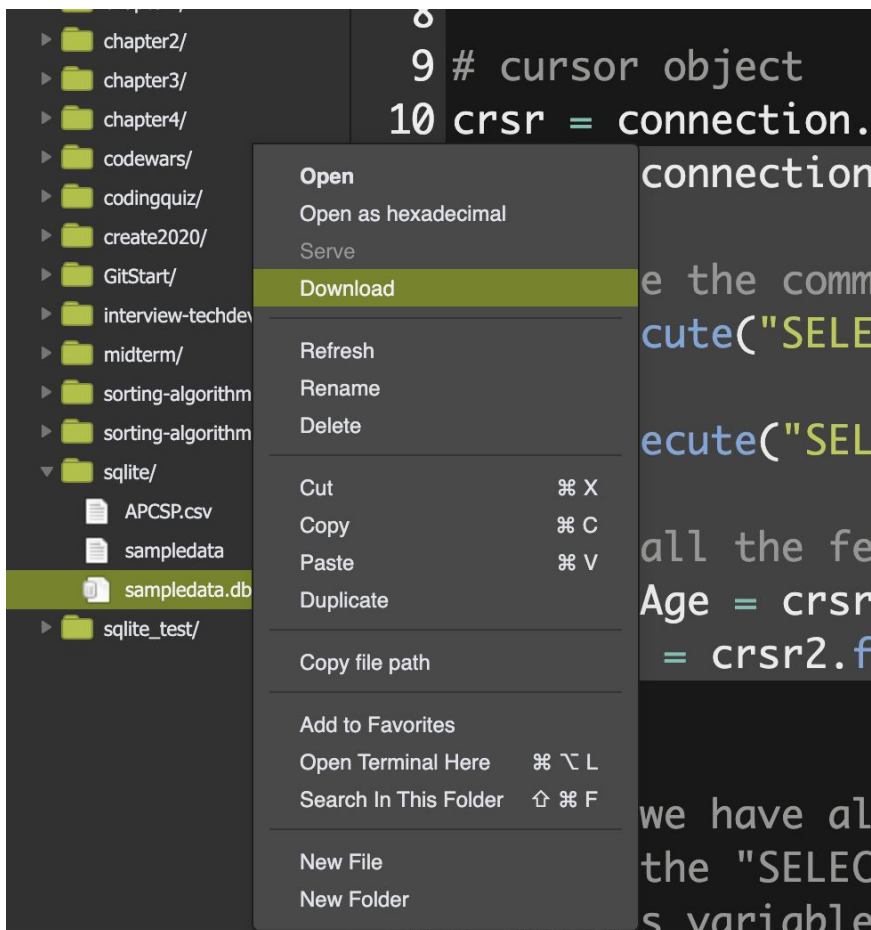 chapter2/
chapter3/
chapter4/
codewars/
codingquiz/
create2020/
GitStart/
interview-techdev
midterm/
sorting-algorithm
sorting-algorithm
sqlite/
APCSP.csv
sampledata
sampledata.db
sqlite_test/
Open
Open as hexadecimal
Serve
Download
Refresh
Rename
Delete
Cut ⌘ X
Copy ⌘ C
Paste ⌘ V
Duplicate
Copy file path
Add to Favorites
Open Terminal Here ⌘ ⌥ L
Search In This Folder ⇧ ⌘ F
New File
New Folder
8
9 # cursor object
10 crsr = connection.
connection
e the comm
cute("SELE
ecute("SEL
all the fe
Age = crsr
= crsr2.f
we have al
the "SELEC
s variable